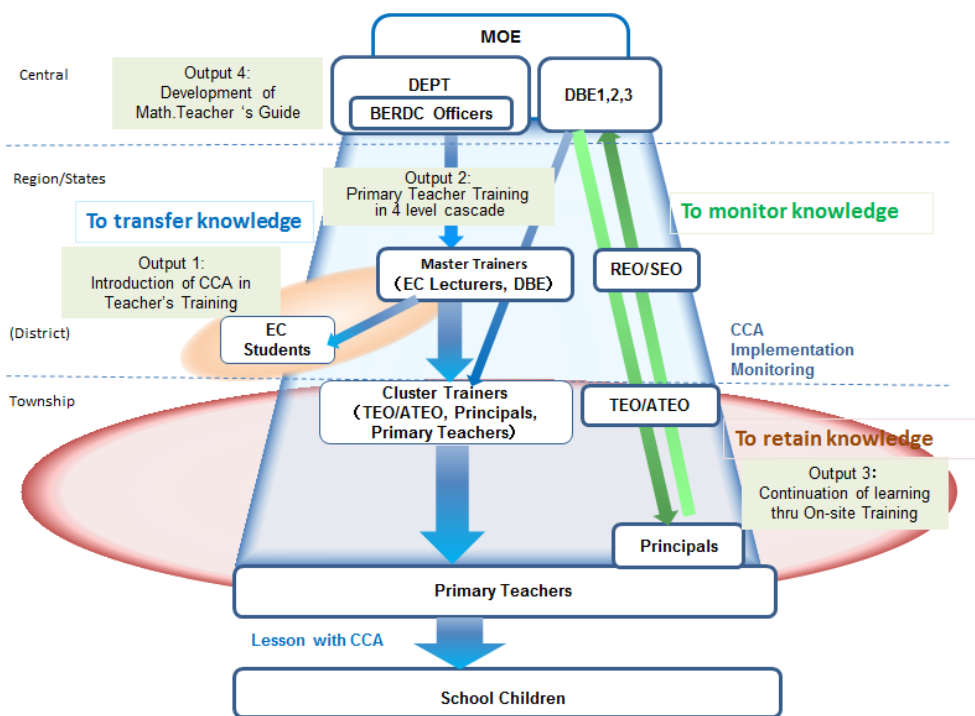 MOE
Central
Output 4:
Development of
Math.Teacher ‘s Guide
DEPT
BERDC Officers
DBE1,2,3
Region/States
Output 2:
Primary Teacher Training
in 4 level cascade
To transfer knowledge
To monitor knowledge
Output 1:
Introduction of CCA in
Teacher’s Training
Master Trainers
(EC Lecturers, DBE)
REO/SEO
(District)
EC
Students
CCA
Implementation
Monitoring
Township
Cluster Trainers
(TEO/ATEO, Principals,
Primary Teachers)
TEO/ATEO
To retain knowledge
Output 3:
Continuation of learning
thru On-site Training
Principals
Primary Teachers
Lesson with CCA
School Children